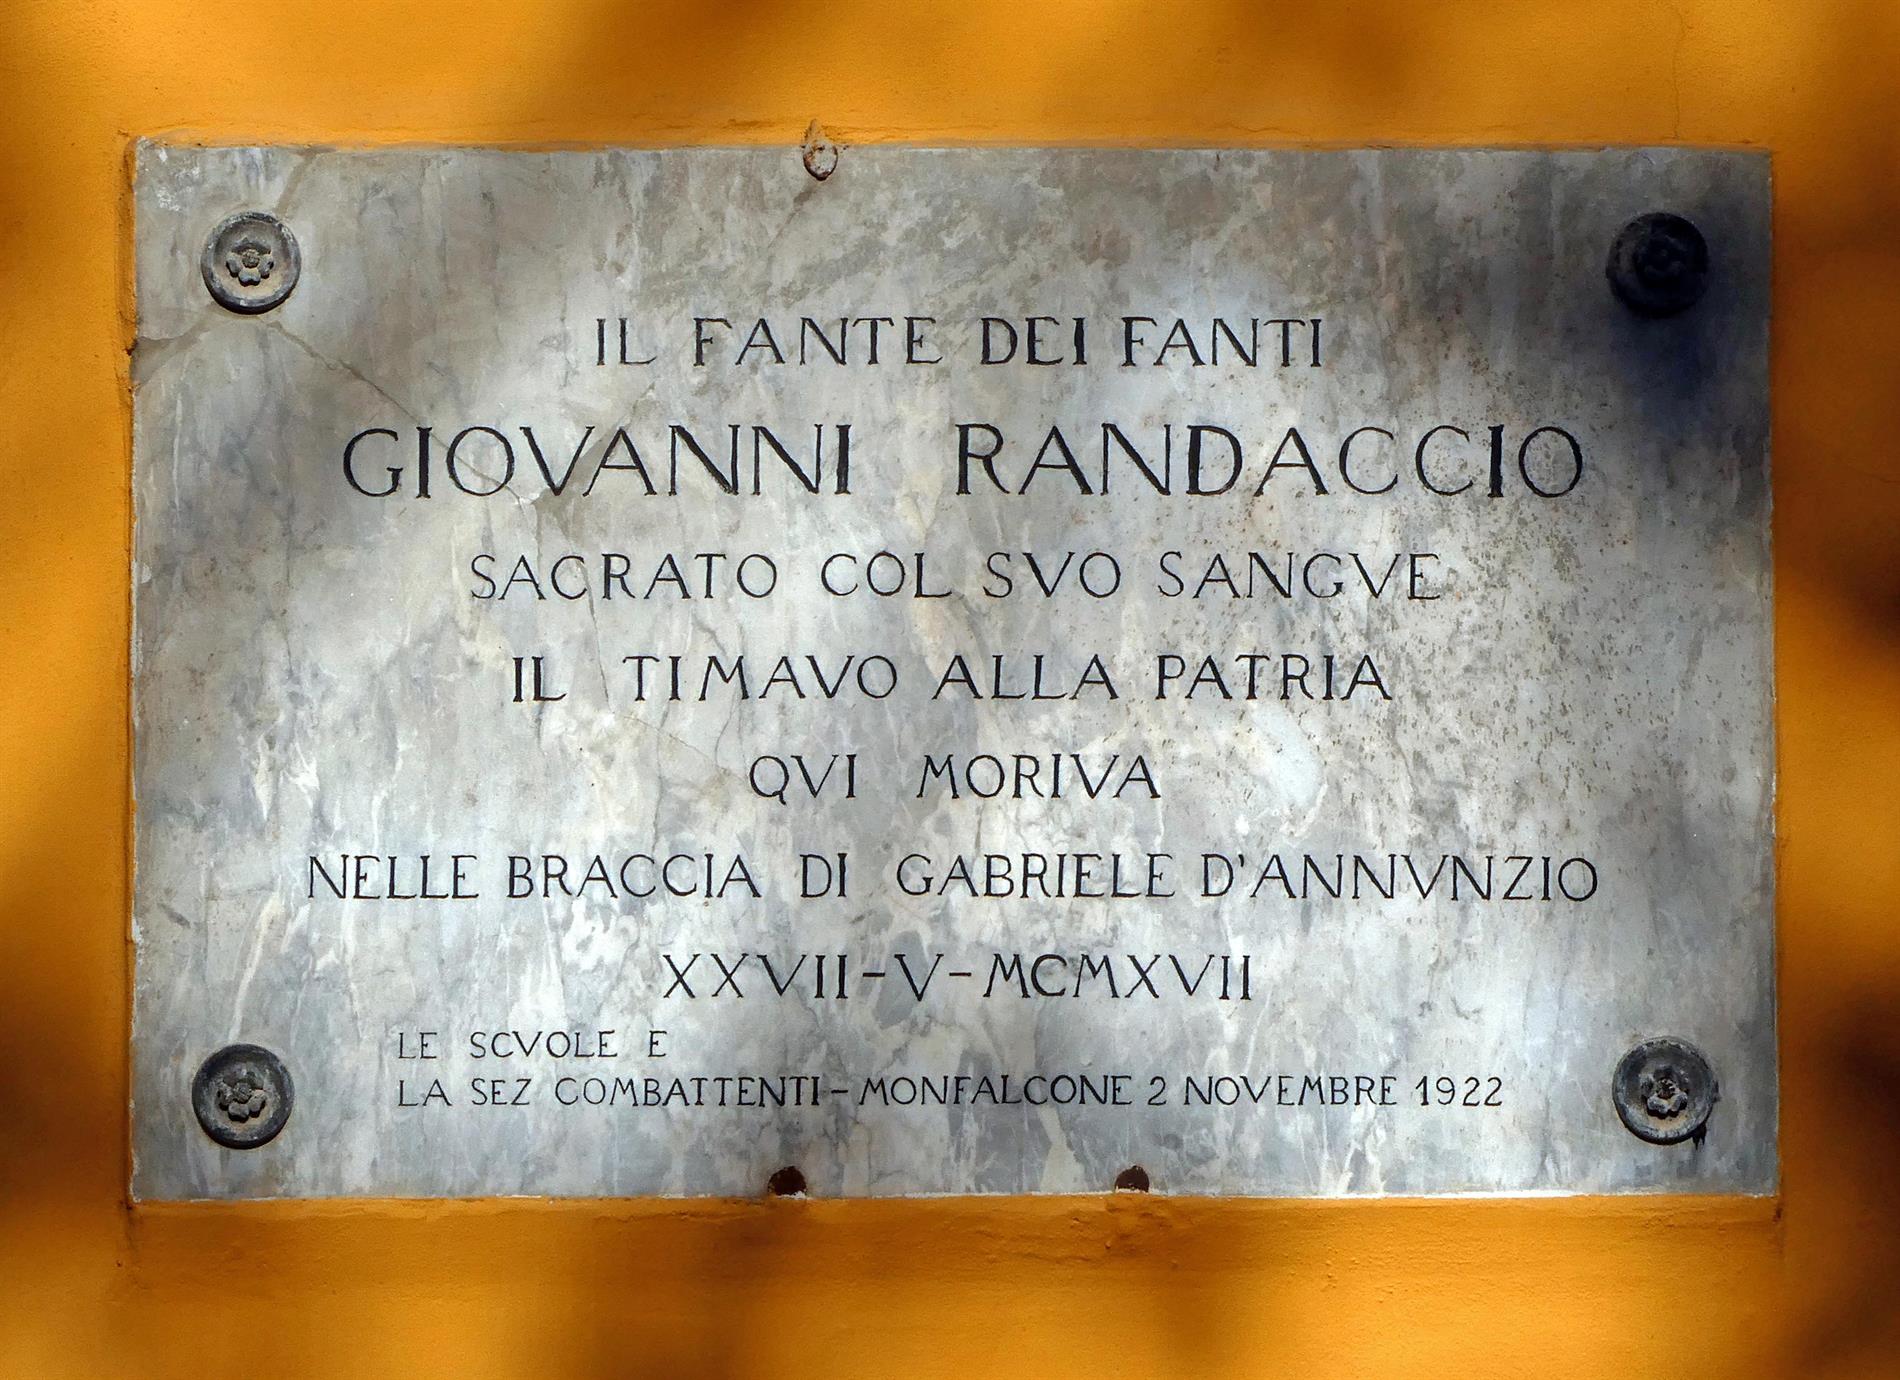 IL FANTE DEI FANTI
GIOVANNI RANDACCIO
SACRATO COL SVO SANGVE
IL TIMAVO ALLA PATRIA
QVI MORIVA
NELLE BRACCIA DI GABRIELE D'ANNVNZIO
XXVII-V-MCMXVII
LE SCVOLE E
LA SEZ COMBATTENTI-MONFALCONE 2 NOVEMBRE 1922